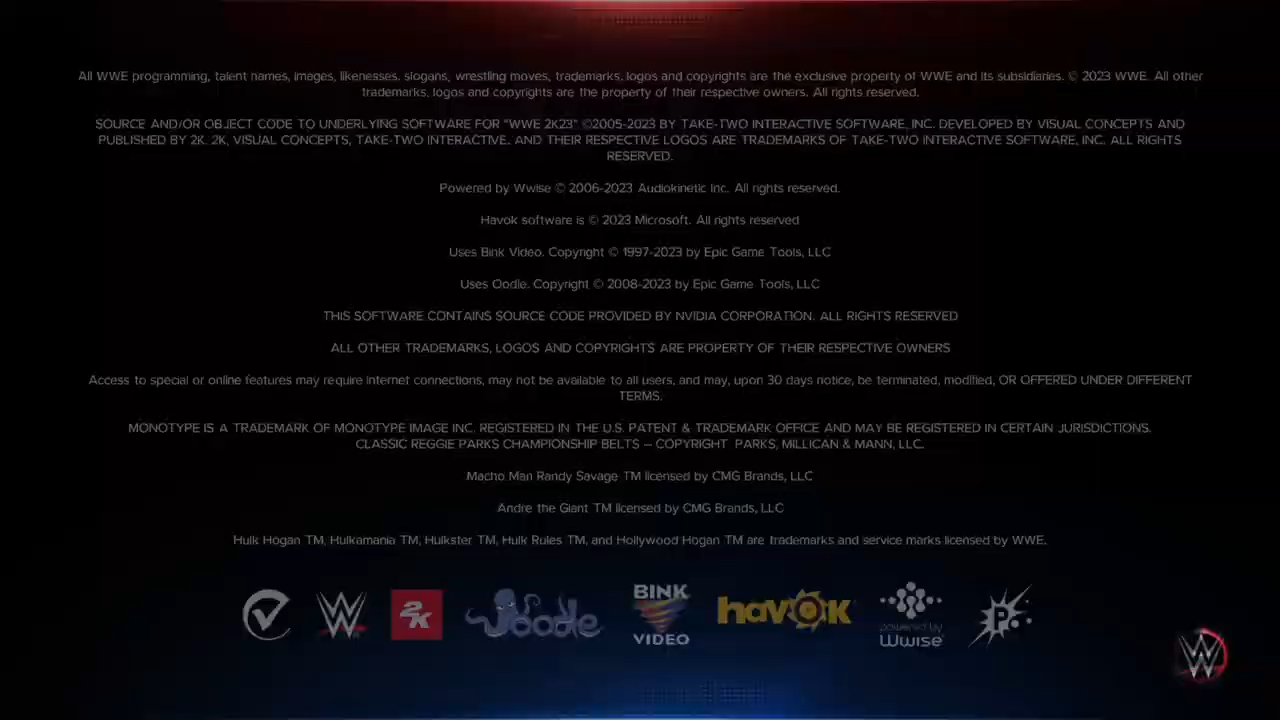 All WWE programming, talent names, images, likenesses, slogans, wrestling moves, trademarks, logos and copyrights are the exclusive property of WWE and its subsidiaries. © 2023 WWE. All other
trademarks, logos and copyrights are the property of their respective owners. All rights reserved.
SOURCE AND/OR OBJECT CODE TO UNDERLYING SOFTWARE FOR "WWE 2K23" ©2005-2023 BY TAKE-TWO INTERACTIVE SOFTWARE, INC. DEVELOPED BY VISUAL CONCEPTS AND
PUBLISHED BY 2K. 2K, VISUAL CONCEPTS, TAKE-TWO INTERACTIVE, AND THEIR RESPECTIVE LOGOS ARE TRADEMARKS OF TAKE-TWO INTERACTIVE SOFTWARE, INC. ALL RIGHTS
RESERVED.
Powered by Wwise © 2006-2023 Audiokinetic Inc. All rights reserved.
Havok software is © 2023 Microsoft. All rights reserved
Uses Bink Video. Copyright © 1997-2023 by Epic Game Tools, LLC
Uses Oodle. Copyright © 2008-2023 by Epic Game Tools, LLC
THIS SOFTWARE CONTAINS SOURCE CODE PROVIDED BY NVIDIA CORPORATION. ALL RIGHTS RESERVED
ALL OTHER TRADEMARKS, LOGOS AND COPYRIGHTS ARE PROPERTY OF THEIR RESPECTIVE OWNERS
Access to special or online features may require internet connections, may not be available to all users, and may, upon 30 days notice, be terminated, modified, OR OFFERED UNDER DIFFERENT
TERMS.
MONOTYPE IS A TRADEMARK OF MONOTYPE IMAGE INC. REGISTERED IN THE U.S. PATENT & TRADEMARK OFFICE AND MAY BE REGISTERED IN CERTAIN JURISDICTIONS.
CLASSIC REGGIE PARKS CHAMPIONSHIP BELTS – COPYRIGHT PARKS, MILLICAN & MANN, LLC.
Macho Man Randy Savage TM licensed by CMG Brands, LLC
Andre the Giant TM licensed by CMG Brands, LLC
Hulk Hogan TM, Hulkamania TM, Hulkster TM, Hulk Rules TM, and Hollywood Hogan TM are trademarks and service marks licensed by WWE.
W 2K oodle BINK VIDEO havok powered by Wwise P
W